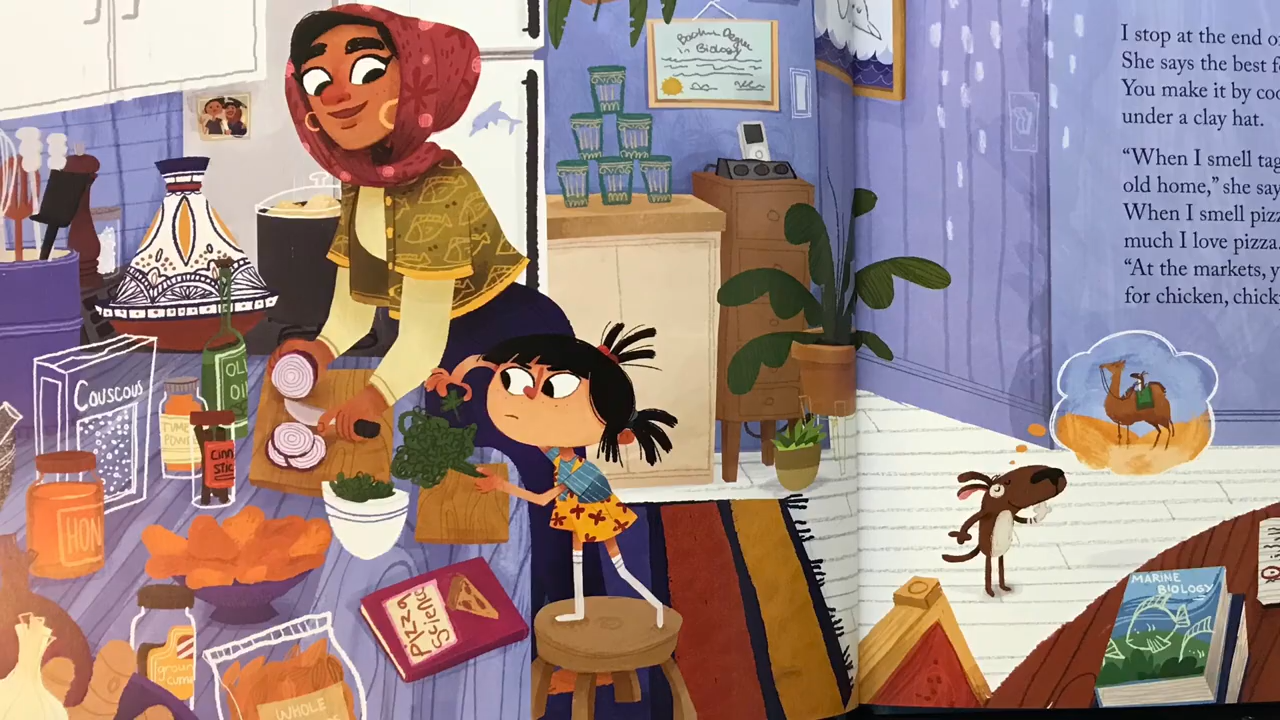 Bachelor Degree
in Biology
Couscous
OLIVE
OIL
HON
Pizza
Science
WHOLE
MARINE
BIOLOGY
I stop at the end o
She says the best f
You make it by coo
under a clay hat.
“When I smell tag
old home,” she say
When I smell pizz
much I love pizza.
“At the markets, y
for chicken, chick